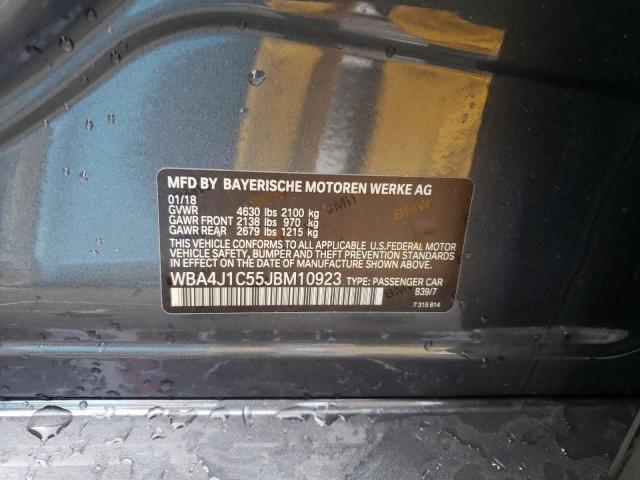 MFD BY BAYERISCHE MOTOREN WERKE AG
01/18
GVWR 4630 lbs 2100 kg
GAWR FRONT 2138 lbs 970 kg
GAWR REAR 2679 lbs 1215 kg
THIS VEHICLE CONFORMS TO ALL APPLICABLE U.S. FEDERAL MOTOR
VEHICLE SAFETY, BUMPER AND THEFT PREVENTION STANDARDS
IN EFFECT ON THE DATE OF MANUFACTURE SHOWN ABOVE.
WBA4J1C55JBM10923 TYPE: PASSENGER CAR
839/7
7 315 814